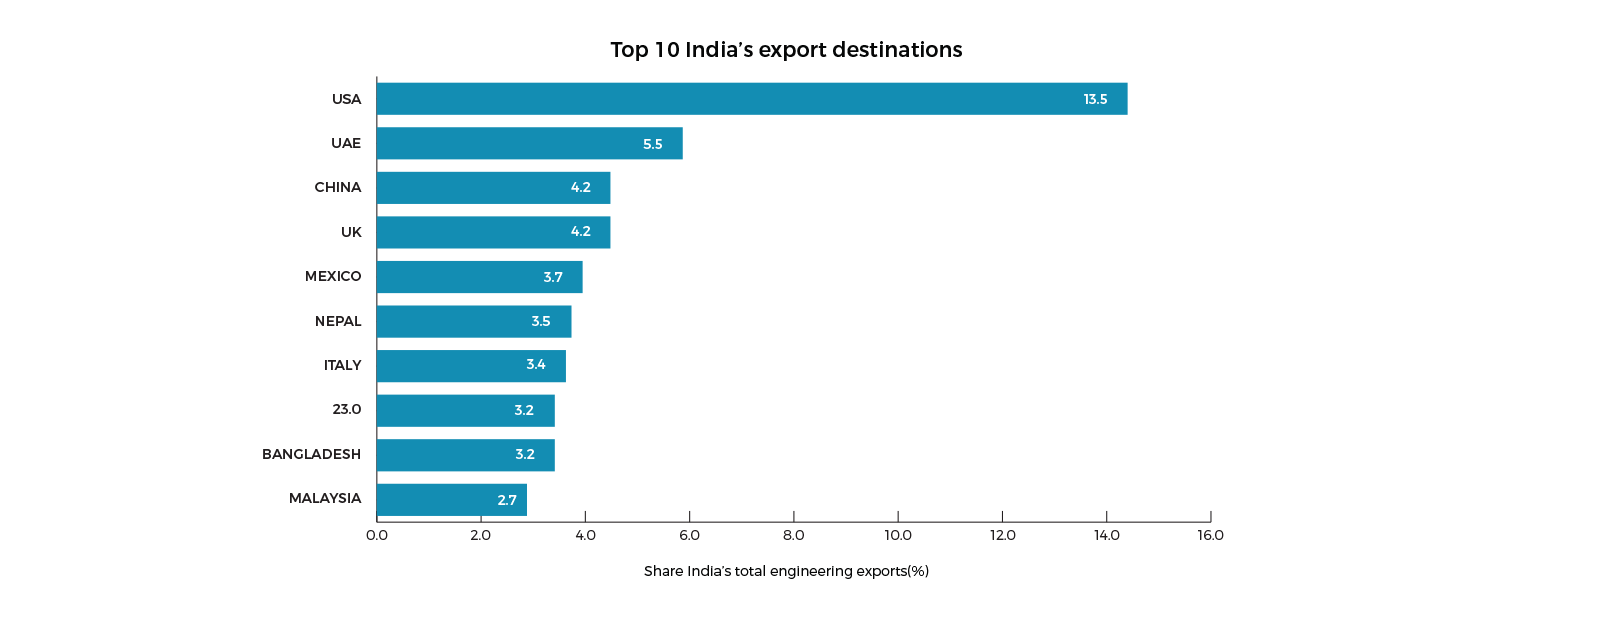 Top 10 India's export destinations
USA 13.5
UAE 5.5
CHINA 4.2
UK 4.2
MEXICO 3.7
NEPAL 3.5
ITALY 3.4
23.0 3.2
BANGLADESH 3.2
MALAYSIA 2.7
0.0 2.0 4.0 6.0 8.0 10.0 12.0 14.0 16.0
Share India's total engineering exports(%)